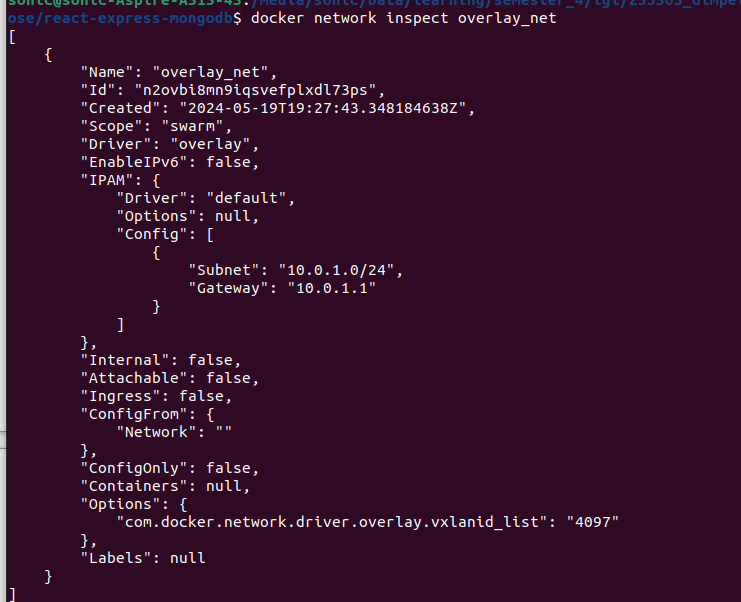 ose/react-express-mongodb$ docker network inspect overlay_net
[
    {
        "Name": "overlay_net",
        "Id": "n2ovbi8mn9iqsvefplxdl73ps",
        "Created": "2024-05-19T19:27:43.348184638Z",
        "Scope": "swarm",
        "Driver": "overlay",
        "EnableIPv6": false,
        "IPAM": {
            "Driver": "default",
            "Options": null,
            "Config": [
                {
                    "Subnet": "10.0.1.0/24",
                    "Gateway": "10.0.1.1"
                }
            ]
        },
        "Internal": false,
        "Attachable": false,
        "Ingress": false,
        "ConfigFrom": {
            "Network": ""
        },
        "ConfigOnly": false,
        "Containers": null,
        "Options": {
            "com.docker.network.driver.overlay.vxlanid_list": "4097"
        },
        "Labels": null
    }
]